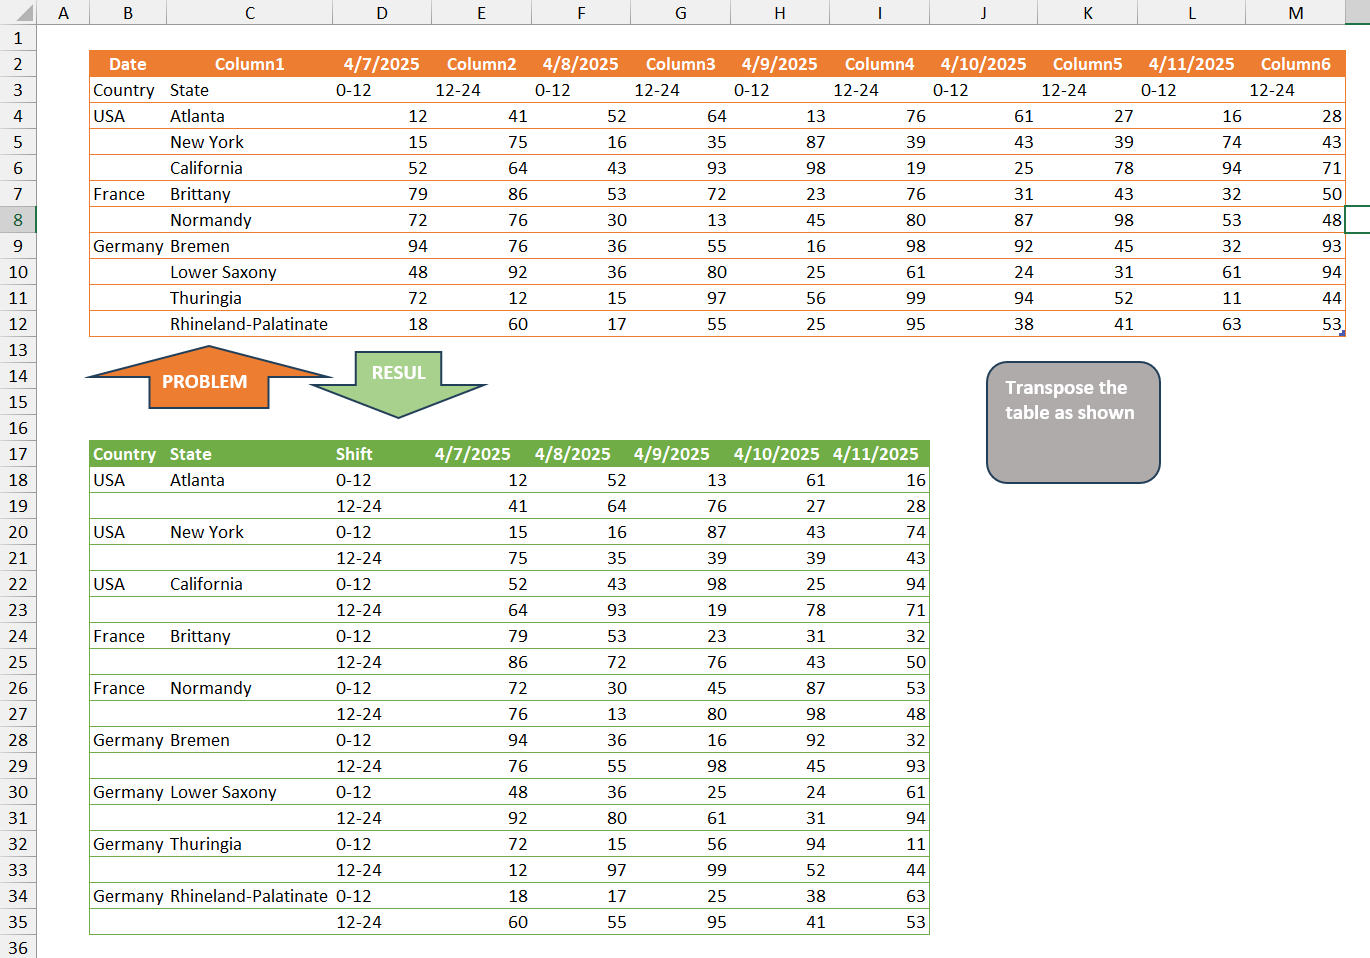 A B C D E F G H I J K L M
1
2 Date Column1 4/7/2025 Column2 4/8/2025 Column3 4/9/2025 Column4 4/10/2025 Column5 4/11/2025 Column6
3 Country State 0-12 12-24 0-12 12-24 0-12 12-24 0-12 12-24 0-12 12-24
4 USA Atlanta 12 41 52 64 13 76 61 27 16 28
5 New York 15 75 16 35 87 39 43 39 74 43
6 California 52 64 43 93 98 19 25 78 94 71
7 France Brittany 79 86 53 72 23 76 31 43 32 50
8 Normandy 72 76 30 13 45 80 87 98 53 48
9 Germany Bremen 94 76 36 55 16 98 92 45 32 93
10 Lower Saxony 48 92 36 80 25 61 24 31 61 94
11 Thuringia 72 12 15 97 56 99 94 52 11 44
12 Rhineland-Palatinate 18 60 17 55 25 95 38 41 63 53
13
14 PROBLEM RESUL Transpose the
15 table as shown
16
17 Country State Shift 4/7/2025 4/8/2025 4/9/2025 4/10/2025 4/11/2025
18 USA Atlanta 0-12 12 52 13 61 16
19 12-24 41 64 76 27 28
20 USA New York 0-12 15 16 87 43 74
21 12-24 75 35 39 39 43
22 USA California 0-12 52 43 98 25 94
23 12-24 64 93 19 78 71
24 France Brittany 0-12 79 53 23 31 32
25 12-24 86 72 76 43 50
26 France Normandy 0-12 72 30 45 87 53
27 12-24 76 13 80 98 48
28 Germany Bremen 0-12 94 36 16 92 32
29 12-24 76 55 98 45 93
30 Germany Lower Saxony 0-12 48 36 25 24 61
31 12-24 92 80 61 31 94
32 Germany Thuringia 0-12 72 15 56 94 11
33 12-24 12 97 99 52 44
34 Germany Rhineland-Palatinate 0-12 18 17 25 38 63
35 12-24 60 55 95 41 53
36